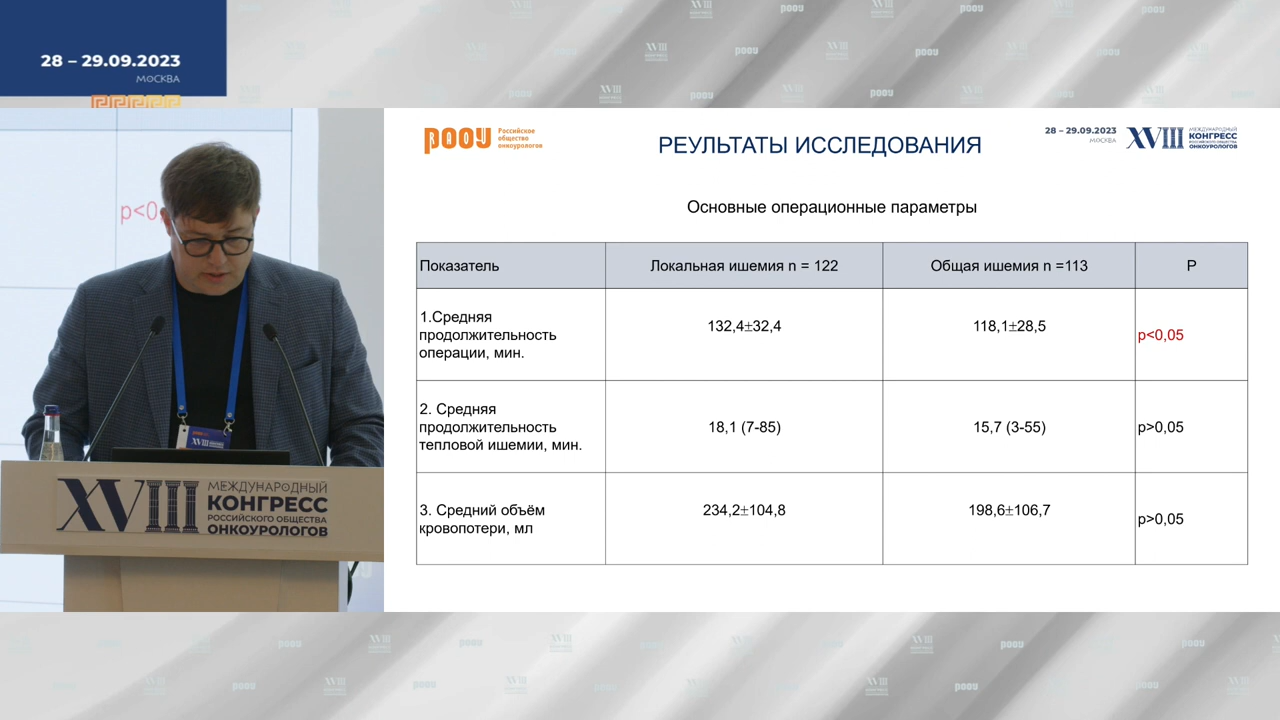 28 – 29.09.2023
МОСКВА
p<0
XVIII МЕЖДУНАРОДНЫЙ
КОНГРЕСС
РОССИЙСКОГО ОБЩЕСТВА
ОНКОУРОЛОГОВ
РООУ
Российское
общество
онкоурологов
РЕУЛЬТАТЫ ИССЛЕДОВАНИЯ
28 – 29.09.2023
МОСКВА
XVIII
МЕЖДУНАРОДНЫЙ
КОНГРЕСС
РОССИЙСКОГО ОБЩЕСТВА
ОНКОУРОЛОГОВ
Основные операционные параметры
Показатель
Локальная ишемия n = 122
Общая ишемия n =113
P
1.Средняя
продолжительность
операции, мин.
132,4±32,4
118,1±28,5
p<0,05
2. Средняя
продолжительность
тепловой ишемии, мин.
18,1 (7-85)
15,7 (3-55)
p>0,05
3. Средний объём
кровопотери, мл
234,2±104,8
198,6±106,7
p>0,05